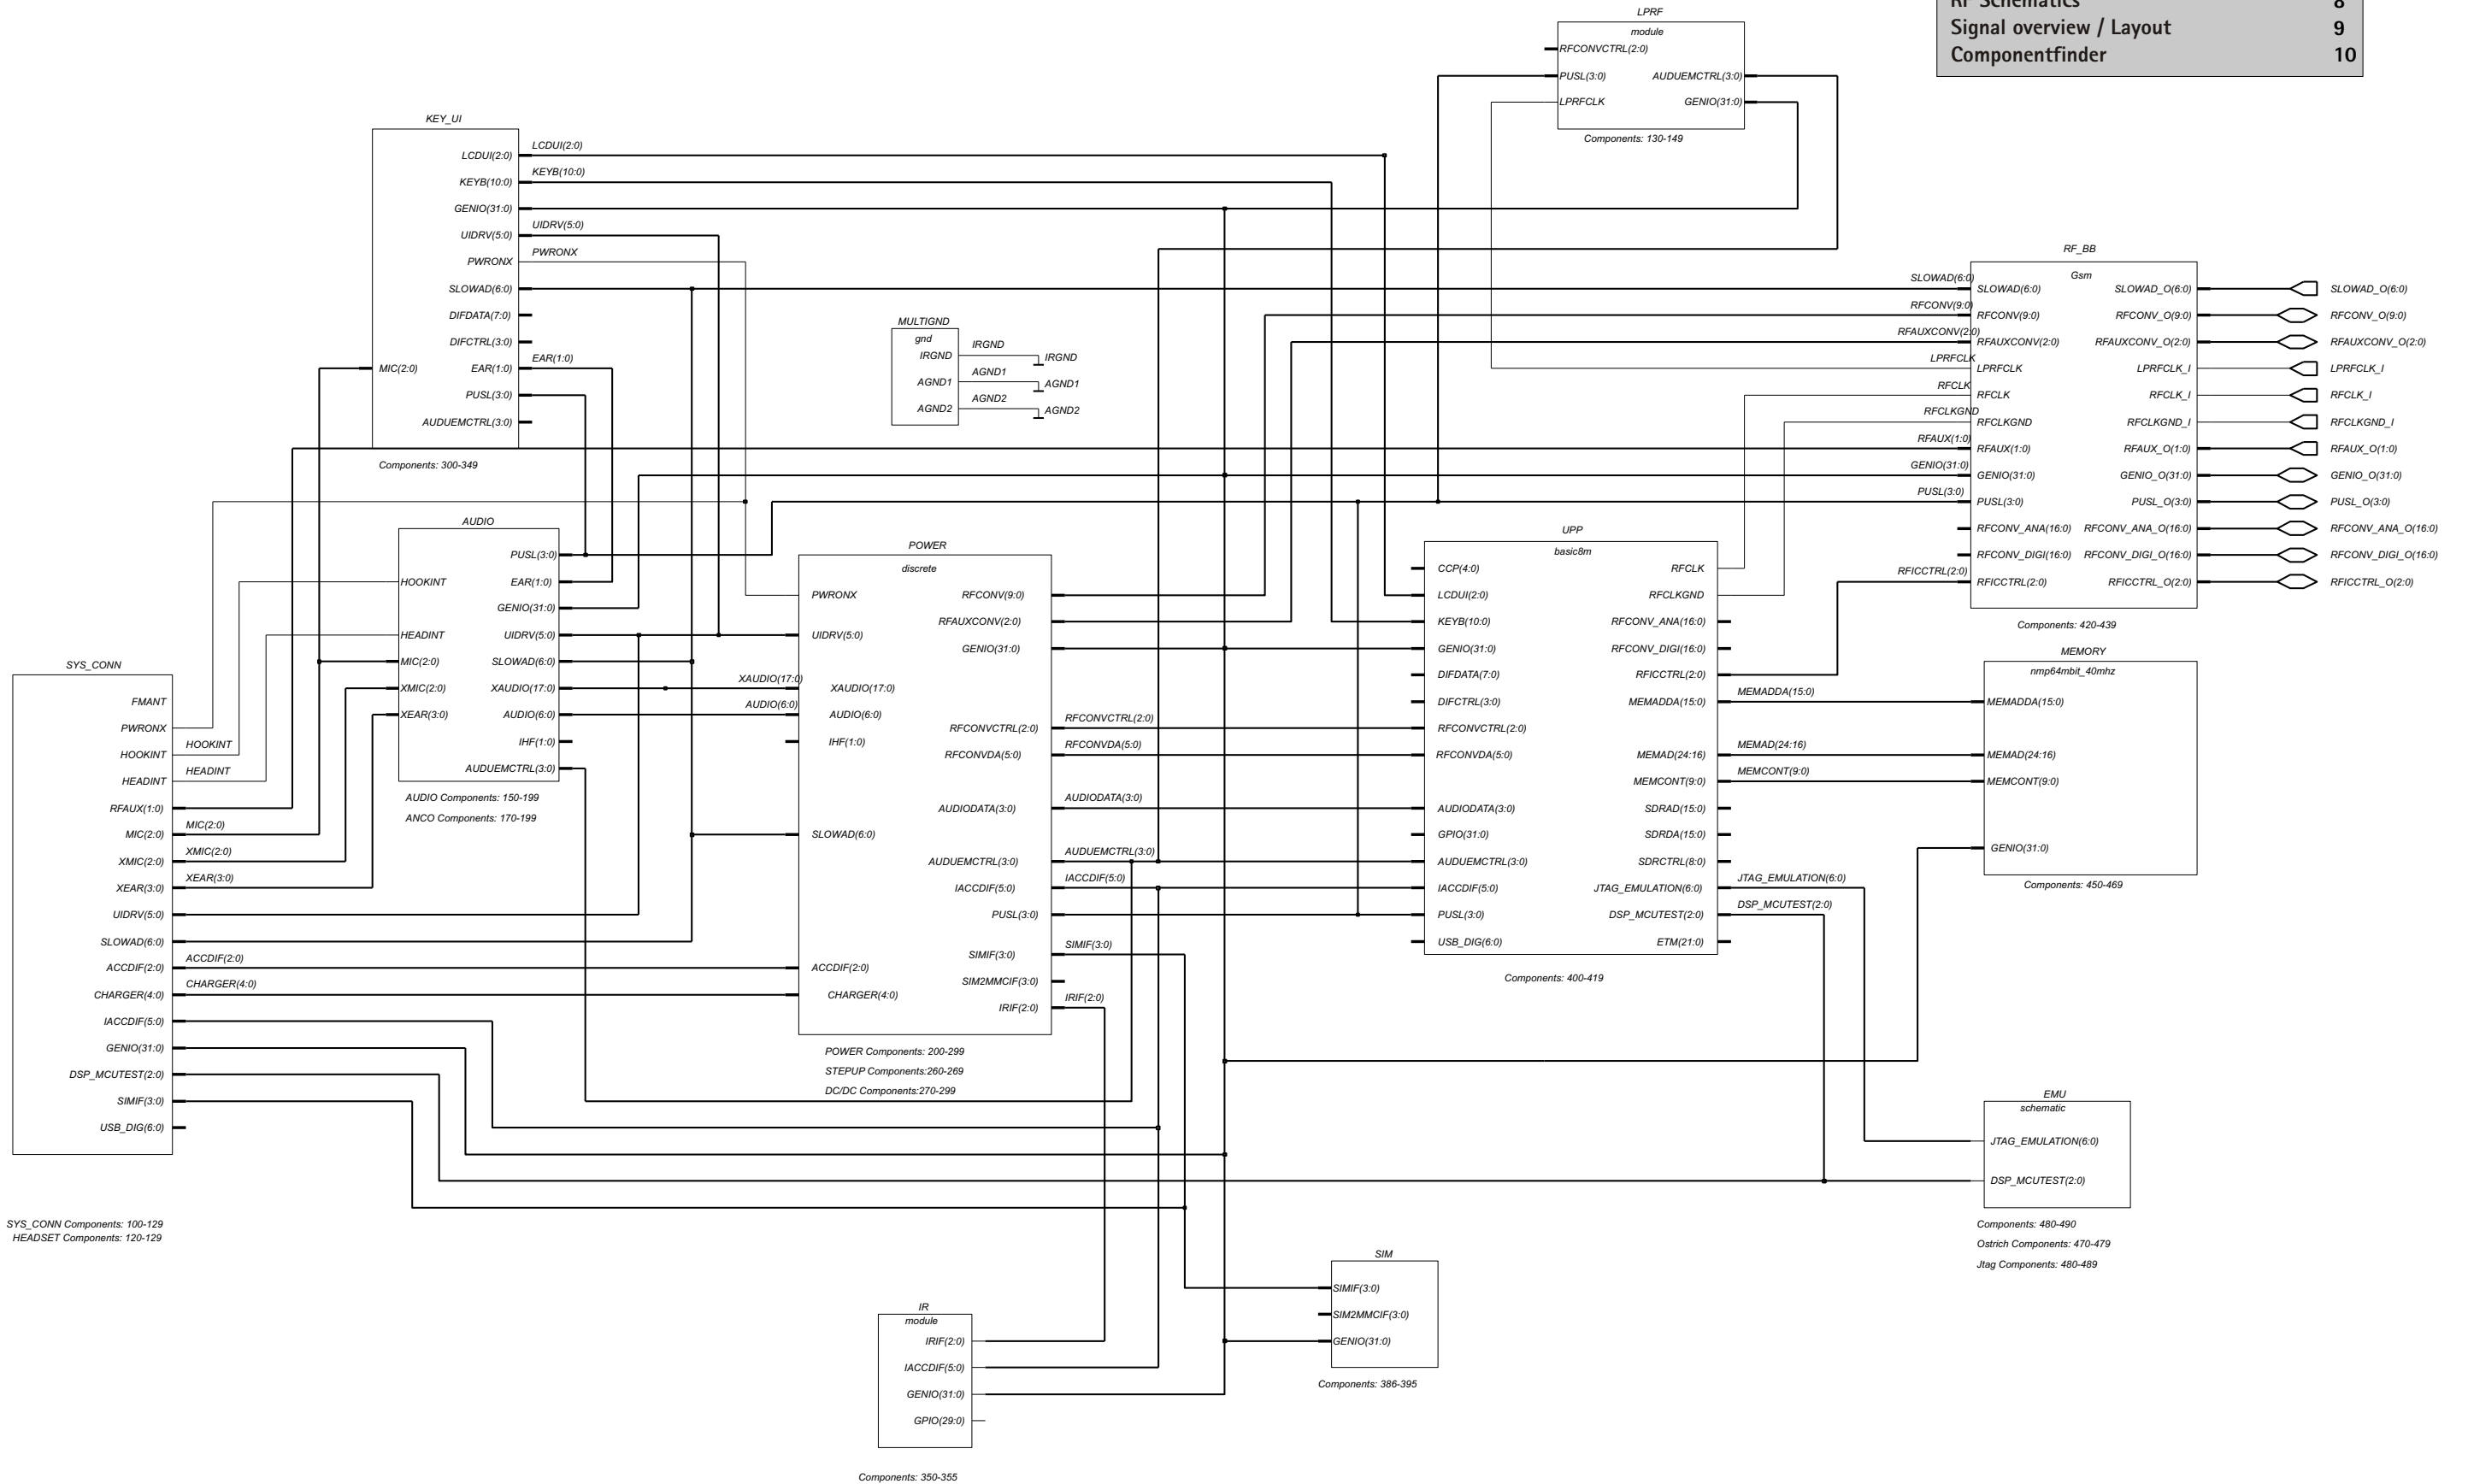 RF Schematics 8
Signal overview / Layout 9
Componentfinder 10
LPRF
module
RFCONVCTRL(2:0)
PUSL(3:0) AUDUEMCTRL(3:0)
LPRFCLK GENIO(31:0)
Components: 130-149
KEY_UI
LCDUI(2:0) LCDUI(2:0)
KEYB(10:0) KEYB(10:0)
GENIO(31:0)
UIDRV(5:0) UIDRV(5:0)
PWRONX PWRONX
SLOWAD(6:0)
DIFDATA(7:0)
DIFCTRL(3:0)
MIC(2:0) EAR(1:0) EAR(1:0)
PUSL(3:0)
AUDUEMCTRL(3:0)
Components: 300-349
MULTIGND
gnd
IRGND IRGND IRGND
AGND1 AGND1 AGND1
AGND2 AGND2 AGND2
RF_BB
Gsm
SLOWAD(6:0) SLOWAD(6:0) SLOWAD_O(6:0) SLOWAD_O(6:0)
RFCONV(9:0) RFCONV(9:0) RFCONV_O(9:0) RFCONV_O(9:0)
RFAUXCONV(2:0) RFAUXCONV(2:0) RFAUXCONV_O(2:0) RFAUXCONV_O(2:0)
LPRFCLK LPRFCLK LPRFCLK_I LPRFCLK_I
RFCLK RFCLK RFCLK_I RFCLK_I
RFCLKGND RFCLKGND RFCLKGND_I RFCLKGND_I
RFAUX(1:0) RFAUX(1:0) RFAUX_O(1:0) RFAUX_O(1:0)
GENIO(31:0) GENIO(31:0) GENIO_O(31:0) GENIO_O(31:0)
PUSL(3:0) PUSL(3:0) PUSL_O(3:0) PUSL_O(3:0)
RFCONV_ANA(16:0) RFCONV_ANA_O(16:0) RFCONV_ANA_O(16:0)
RFCONV_DIGI(16:0) RFCONV_DIGI_O(16:0) RFCONV_DIGI_O(16:0)
RFICCTRL(2:0) RFICCTRL(2:0) RFICCTRL_O(2:0) RFICCTRL_O(2:0)
Components: 420-439
AUDIO
PUSL(3:0)
HOOKINT EAR(1:0)
GENIO(31:0)
HEADINT UIDRV(5:0)
MIC(2:0) SLOWAD(6:0)
XMIC(2:0) XAUDIO(17:0)
XEAR(3:0) AUDIO(6:0)
IHF(1:0)
AUDUEMCTRL(3:0)
AUDIO Components: 150-199
ANCO Components: 170-199
POWER
discrete
PWRONX RFCONV(9:0)
RFAUXCONV(2:0)
UIDRV(5:0)
GENIO(31:0)
XAUDIO(17:0) XAUDIO(17:0)
AUDIO(6:0) AUDIO(6:0)
RFCONVCTRL(2:0) RFCONVCTRL(2:0)
IHF(1:0)
RFCONVDA(5:0) RFCONVDA(5:0)
AUDIODATA(3:0) AUDIODATA(3:0)
SLOWAD(6:0)
AUDUEMCTRL(3:0) AUDUEMCTRL(3:0)
IACCDIF(5:0) IACCDIF(5:0)
PUSL(3:0)
SIMIF(3:0) SIMIF(3:0)
ACCDIF(2:0)
SIM2MMCIF(3:0)
CHARGER(4:0)
IRIF(2:0) IRIF(2:0)
POWER Components: 200-299
STEPUP Components:260-269
DC/DC Components:270-299
UPP
basic8m
CCP(4:0) RFCLK
LCDUI(2:0) RFCLKGND
KEYB(10:0) RFCONV_ANA(16:0)
GENIO(31:0) RFCONV_DIGI(16:0)
DIFDATA(7:0) RFICCTRL(2:0)
DIFCTRL(3:0) MEMADDA(15:0) MEMADDA(15:0)
RFCONVCTRL(2:0)
RFCONVDA(5:0) MEMAD(24:16) MEMAD(24:16)
MEMCONT(9:0) MEMCONT(9:0)
AUDIODATA(3:0) SDRAD(15:0)
GPIO(31:0) SDRDA(15:0)
AUDUEMCTRL(3:0) SDRCTRL(8:0)
IACCDIF(5:0) JTAG_EMULATION(6:0) JTAG_EMULATION(6:0)
PUSL(3:0) DSP_MCUTEST(2:0) DSP_MCUTEST(2:0)
USB_DIG(6:0) ETM(21:0)
Components: 400-419
MEMORY
nmp64mbit_40mhz
MEMADDA(15:0)
MEMAD(24:16)
MEMCONT(9:0)
GENIO(31:0)
Components: 450-469
SYS_CONN
FMANT
PWRONX
HOOKINT HOOKINT
HEADINT HEADINT
RFAUX(1:0)
MIC(2:0) MIC(2:0)
XMIC(2:0) XMIC(2:0)
XEAR(3:0) XEAR(3:0)
UIDRV(5:0)
SLOWAD(6:0)
ACCDIF(2:0) ACCDIF(2:0)
CHARGER(4:0) CHARGER(4:0)
IACCDIF(5:0)
GENIO(31:0)
DSP_MCUTEST(2:0)
SIMIF(3:0)
USB_DIG(6:0)
SYS_CONN Components: 100-129
HEADSET Components: 120-129
EMU
schematic
JTAG_EMULATION(6:0)
DSP_MCUTEST(2:0)
Components: 480-490
Ostrich Components: 470-479
Jtag Components: 480-489
SIM
SIMIF(3:0)
SIM2MMCIF(3:0)
GENIO(31:0)
Components: 386-395
IR
module
IRIF(2:0)
IACCDIF(5:0)
GENIO(31:0)
GPIO(29:0)
Components: 350-355